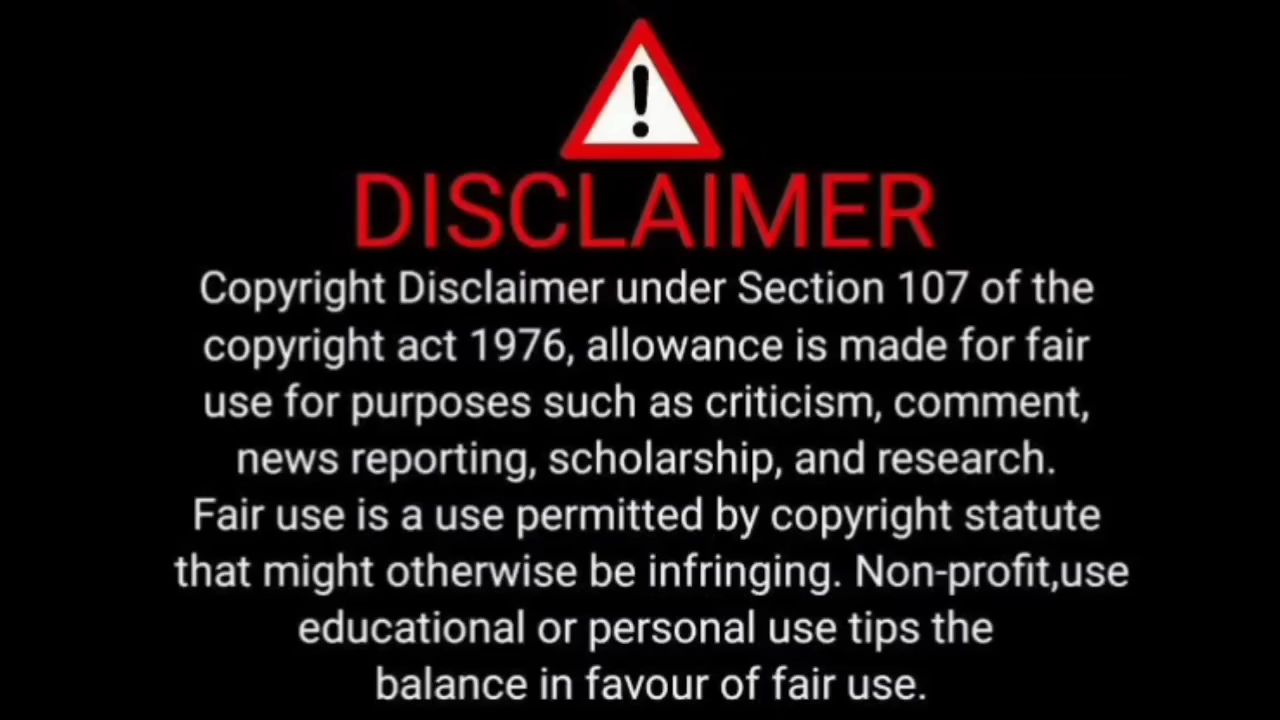 DISCLAIMER
Copyright Disclaimer under Section 107 of the
copyright act 1976, allowance is made for fair
use for purposes such as criticism, comment,
news reporting, scholarship, and research.
Fair use is a use permitted by copyright statute
that might otherwise be infringing. Non-profit,use
educational or personal use tips the
balance in favour of fair use.